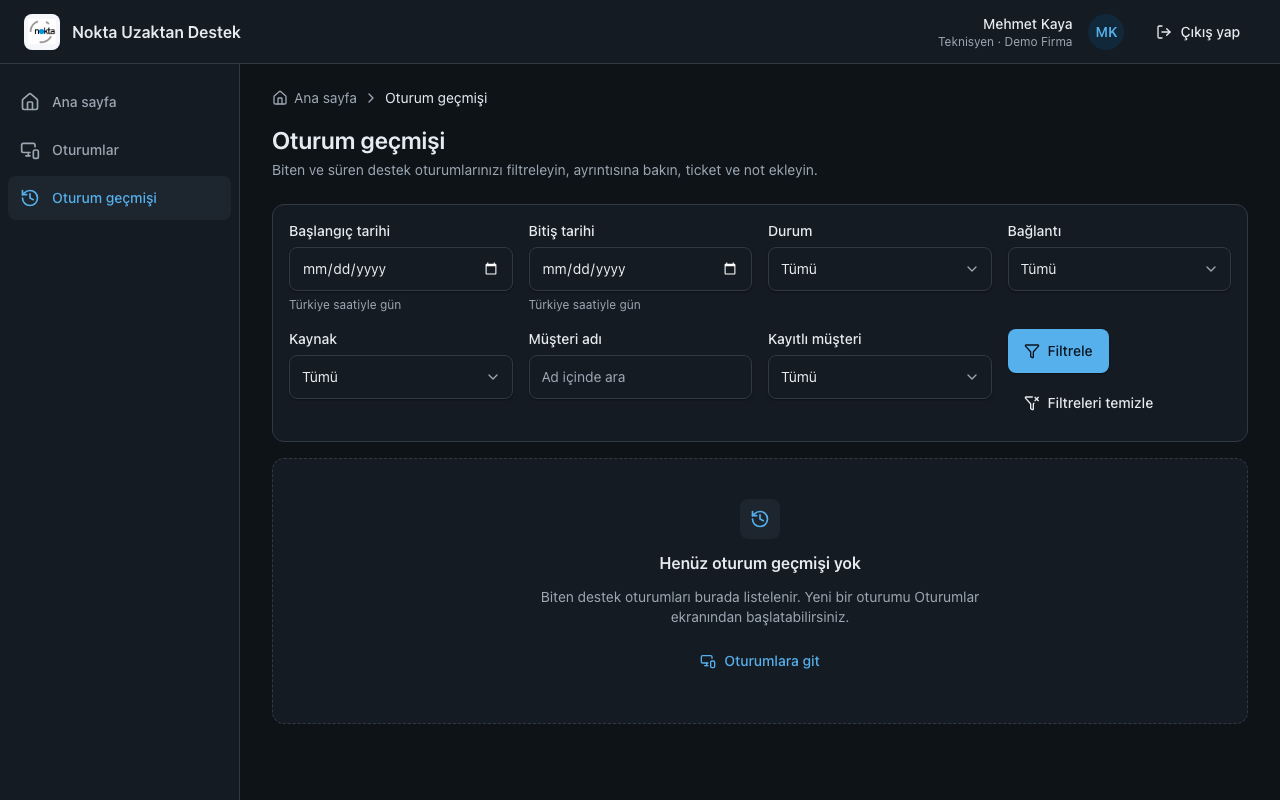 nokta
Nokta Uzaktan Destek
Mehmet Kaya
Teknisyen · Demo Firma
MK
Çıkış yap
Ana sayfa
Oturumlar
Oturum geçmişi
Ana sayfa
Oturum geçmişi
Oturum geçmişi
Biten ve süren destek oturumlarınızı filtreleyin, ayrıntısına bakın, ticket ve not ekleyin.
Başlangıç tarihi
mm/dd/yyyy
Türkiye saatiyle gün
Bitiş tarihi
mm/dd/yyyy
Türkiye saatiyle gün
Durum
Tümü
Bağlantı
Tümü
Kaynak
Tümü
Müşteri adı
Ad içinde ara
Kayıtlı müşteri
Tümü
Filtrele
Filtreleri temizle
Henüz oturum geçmişi yok
Biten destek oturumları burada listelenir. Yeni bir oturumu Oturumlar
ekranından başlatabilirsiniz.
Oturumlara git